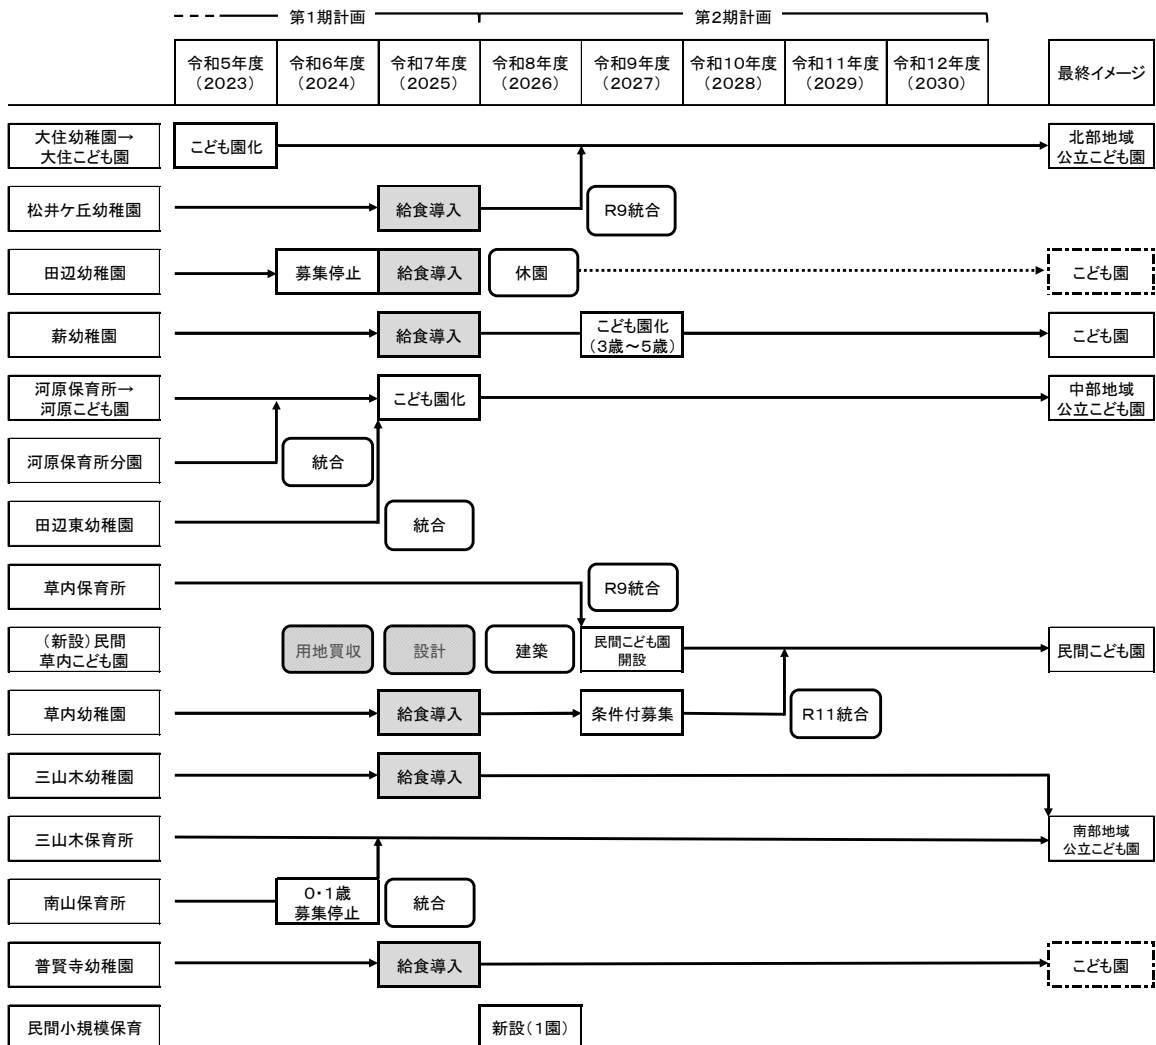 第1期計画
第2期計画
令和5年度
(2023)
令和6年度
(2024)
令和7年度
(2025)
令和8年度
(2026)
令和9年度
(2027)
令和10年度
(2028)
令和11年度
(2029)
令和12年度
(2030)
最終イメージ
大住幼稚園→
大住こども園
こども園化
北部地域
公立こども園
松井ケ丘幼稚園
給食導入
R9統合
田辺幼稚園
募集停止
給食導入
休園
こども園
薪幼稚園
給食導入
こども園化
(3歳～5歳)
こども園
河原保育所→
河原こども園
こども園化
中部地域
公立こども園
河原保育所分園
統合
田辺東幼稚園
統合
草内保育所
R9統合
(新設)民間
草内こども園
用地買収
設計
建築
民間こども園
開設
民間こども園
草内幼稚園
給食導入
条件付募集
R11統合
三山木幼稚園
給食導入
三山木保育所
南部地域
公立こども園
南山保育所
0・1歳
募集停止
統合
普賢寺幼稚園
給食導入
こども園
民間小規模保育
新設(1園)